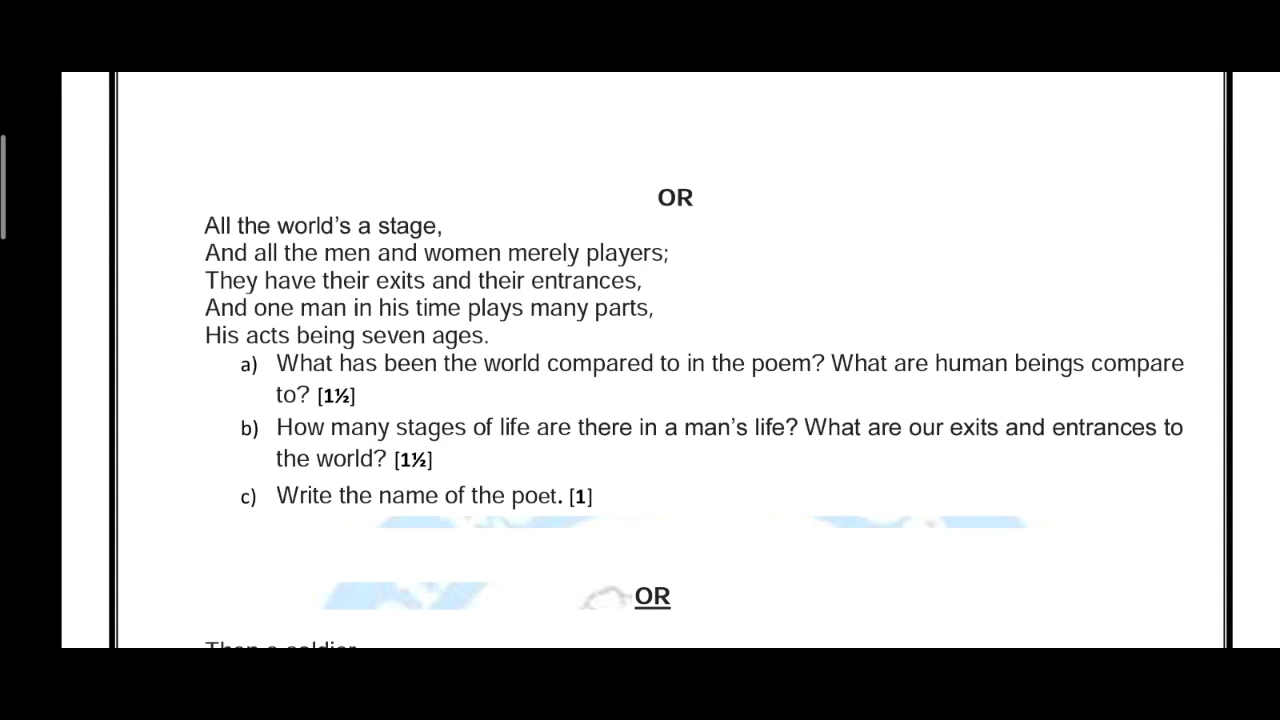 OR
All the world’s a stage,
And all the men and women merely players;
They have their exits and their entrances,
And one man in his time plays many parts,
His acts being seven ages.
a) What has been the world compared to in the poem? What are human beings compare
to? [1½]
b) How many stages of life are there in a man’s life? What are our exits and entrances to
the world? [1½]
c) Write the name of the poet. [1]
OR
Then a soldier